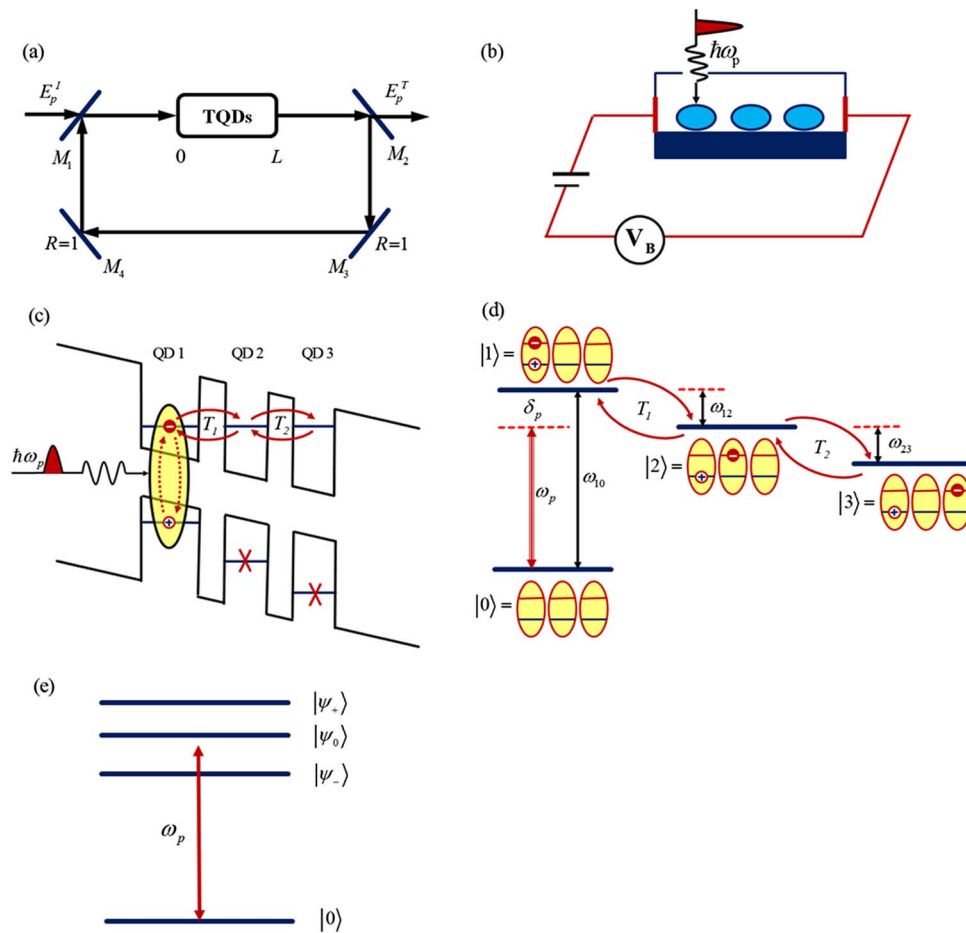 (a)
E_p^I
TQDs
E_p^T
M_1
0
L
M_2
R=1
M_4
R=1
M_3
(b)
ħω_p
V_B
(c)
QD 1
QD 2
QD 3
T_1
T_2
ħω_p
(d)
|1⟩=
δ_p
T_1
ω_12
ω_p
ω_10
|2⟩=
T_2
ω_23
|3⟩=
|0⟩=
(e)
|ψ_+⟩
|ψ_0⟩
|ψ_-⟩
ω_p
|0⟩